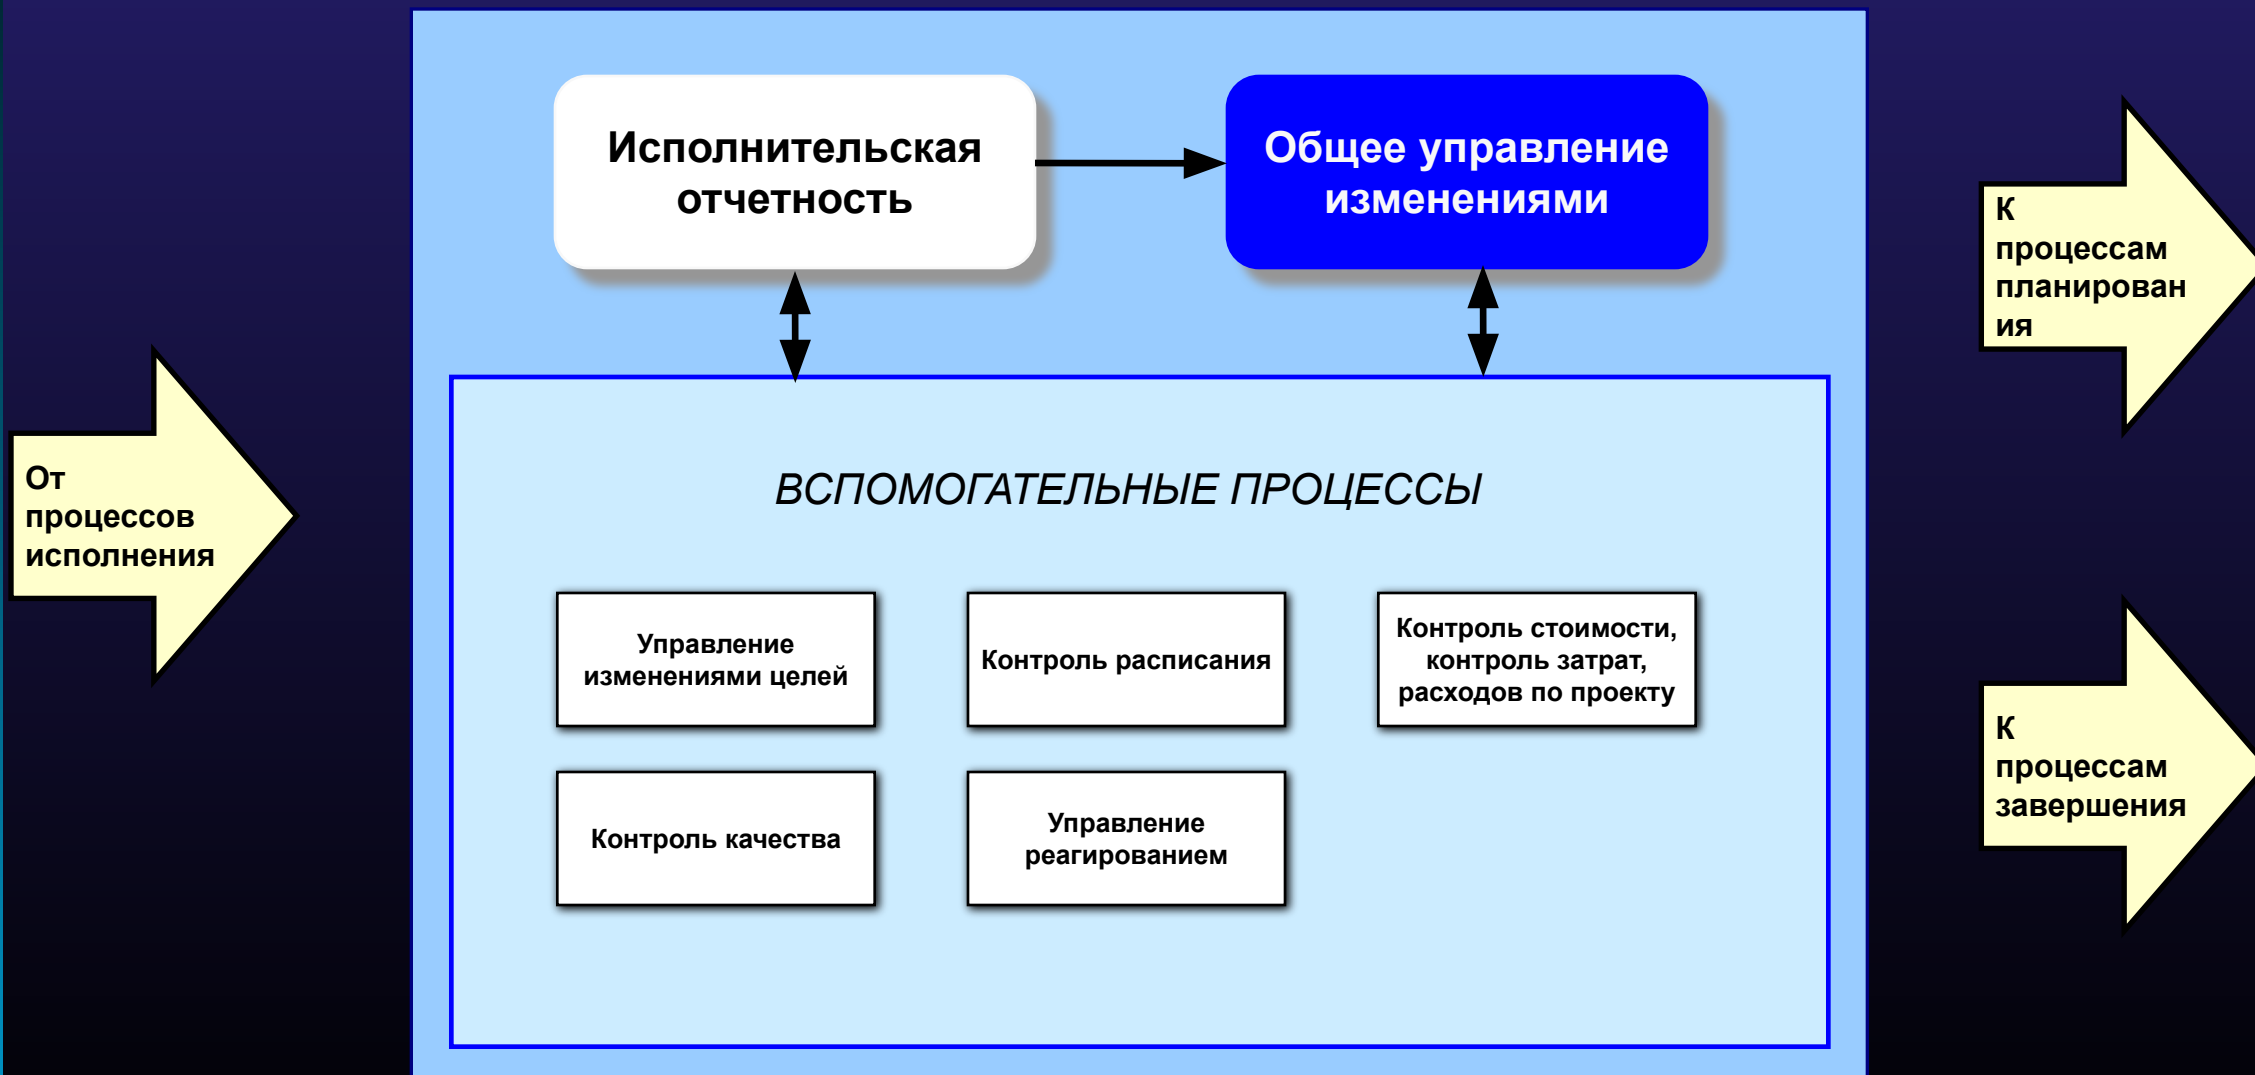 Исполнительская
отчетность
Общее управление
изменениями
К
процессам
планирован
ия
От
процессов
исполнения
ВСПОМОГАТЕЛЬНЫЕ ПРОЦЕССЫ
Управление
изменениями целей
Контроль расписания
Контроль стоимости,
контроль затрат,
расходов по проекту
Контроль качества
Управление
реагированием
К
процессам
завершения